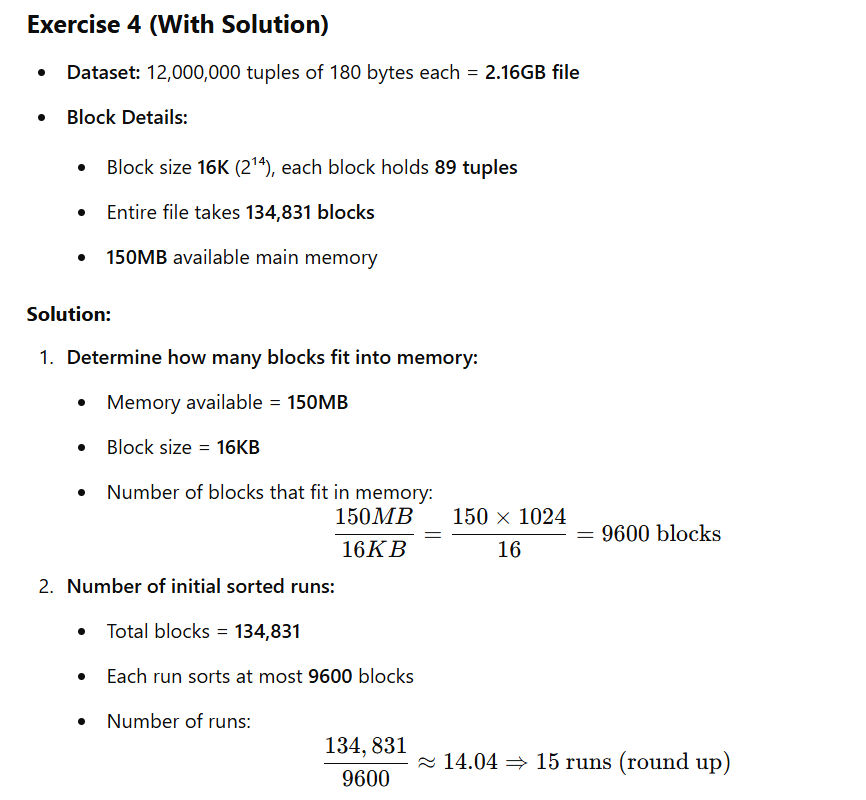 Exercise 4 (With Solution)
• Dataset: 12,000,000 tuples of 180 bytes each = 2.16GB file
• Block Details:
• Block size 16K (2¹⁴), each block holds 89 tuples
• Entire file takes 134,831 blocks
• 150MB available main memory
Solution:
1. Determine how many blocks fit into memory:
• Memory available = 150MB
• Block size = 16KB
• Number of blocks that fit in memory:
150MB / 16KB = 150 × 1024 / 16 = 9600 blocks
2. Number of initial sorted runs:
• Total blocks = 134,831
• Each run sorts at most 9600 blocks
• Number of runs:
134,831 / 9600 ≈ 14.04 ⇒ 15 runs (round up)